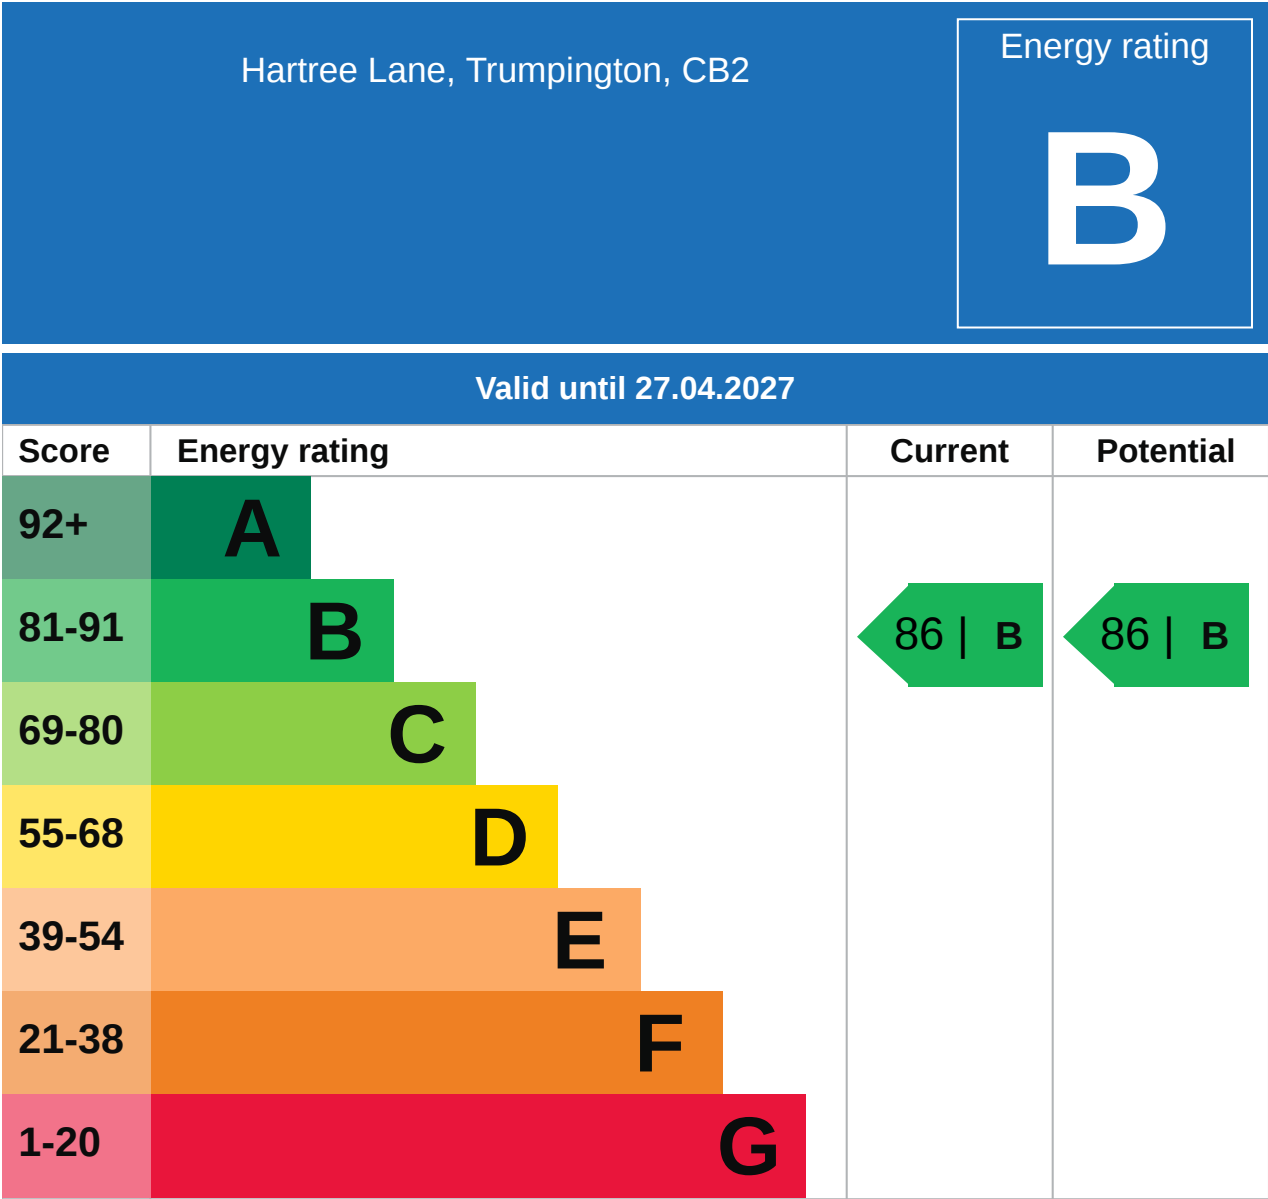 Hartree Lane, Trumpington, CB2
Energy rating
B
Valid until 27.04.2027
Score Energy rating Current Potential
92+ A
81-91 B 86 | B 86 | B
69-80 C
55-68 D
39-54 E
21-38 F
1-20 G